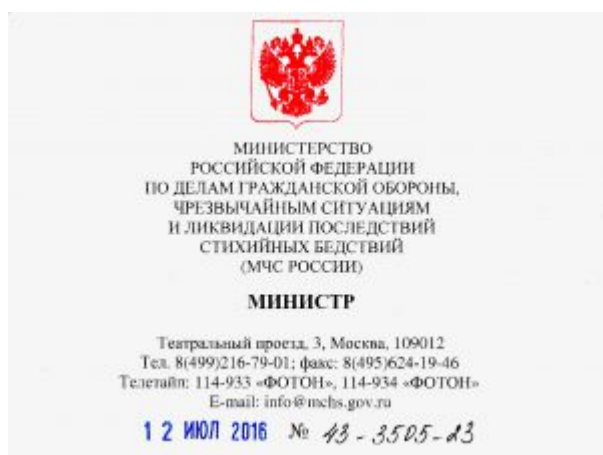 МИНИСТЕРСТВО
РОССИЙСКОЙ ФЕДЕРАЦИИ
ПО ДЕЛАМ ГРАЖДАНСКОЙ ОБОРОНЫ,
ЧРЕЗВЫЧАЙНЫМ СИТУАЦИЯМ
И ЛИКВИДАЦИИ ПОСЛЕДСТВИЙ
СТИХИЙНЫХ БЕДСТВИЙ
(МЧС РОССИИ)
МИНИСТР
Театральный проезд, 3, Москва, 109012
Тел. 8(499)216-79-01; факс: 8(495)624-19-46
Телетайп: 114-933 «ФОТОН», 114-934 «ФОТОН»
E-mail: info@mchs.gov.ru
12 ИЮЛ 2016 № 43-3505-23